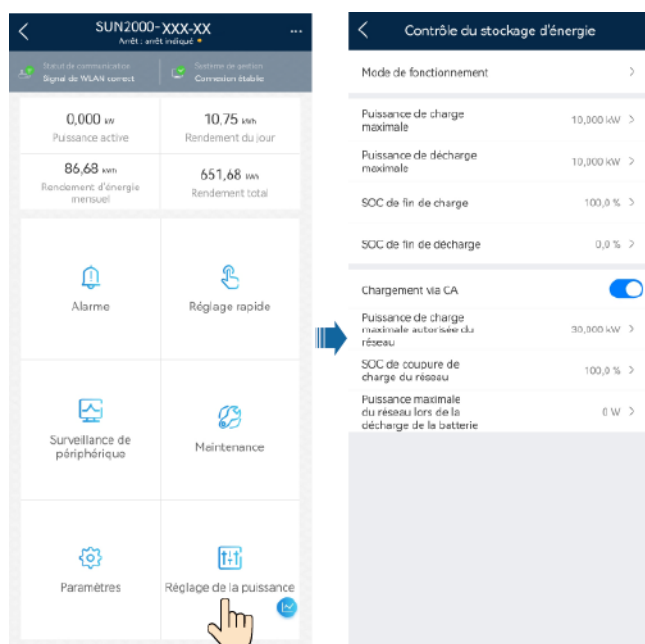 SUN2000-XXX-XX
Arrêt : arrêt indiqué
Statut de communication
Signal de WLAN correct
Système de gestion
Connexion établie
0,000 kW
Puissance active
10,75 kWh
Rendement du jour
86,68 kWh
Rendement d'énergie
mensuel
651,68 kWh
Rendement total
Alarme
Réglage rapide
Surveillance de
périphérique
Maintenance
Paramètres
Réglage de la puissance
Contrôle du stockage d'énergie
Mode de fonctionnement
Puissance de charge
maximale
10,000 kW
Puissance de décharge
maximale
10,000 kW
SOC de fin de charge
100,0 %
SOC de fin de décharge
0,0 %
Chargement via CA
Puissance de charge
maximale autorisée du
réseau
30,000 kW
SOC de coupure de
charge du réseau
100,0 %
Puissance maximale
du réseau lors de la
décharge de la batterie
0 W